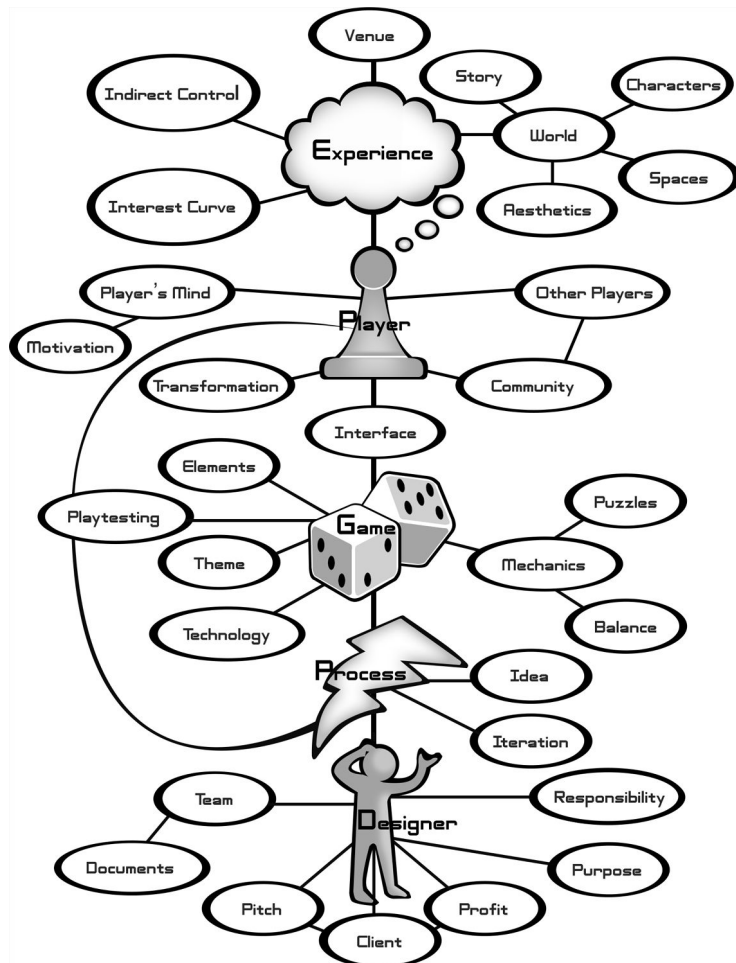 Venue
Story
Characters
Indirect Control
Experience
World
Spaces
Interest Curve
Aesthetics
Player's Mind
Other Players
Player
Motivation
Transformation
Community
Interface
Elements
Puzzles
Playtesting
Game
Theme
Mechanics
Technology
Balance
Process
Idea
Iteration
Team
Responsibility
Designer
Documents
Purpose
Pitch
Profit
Client